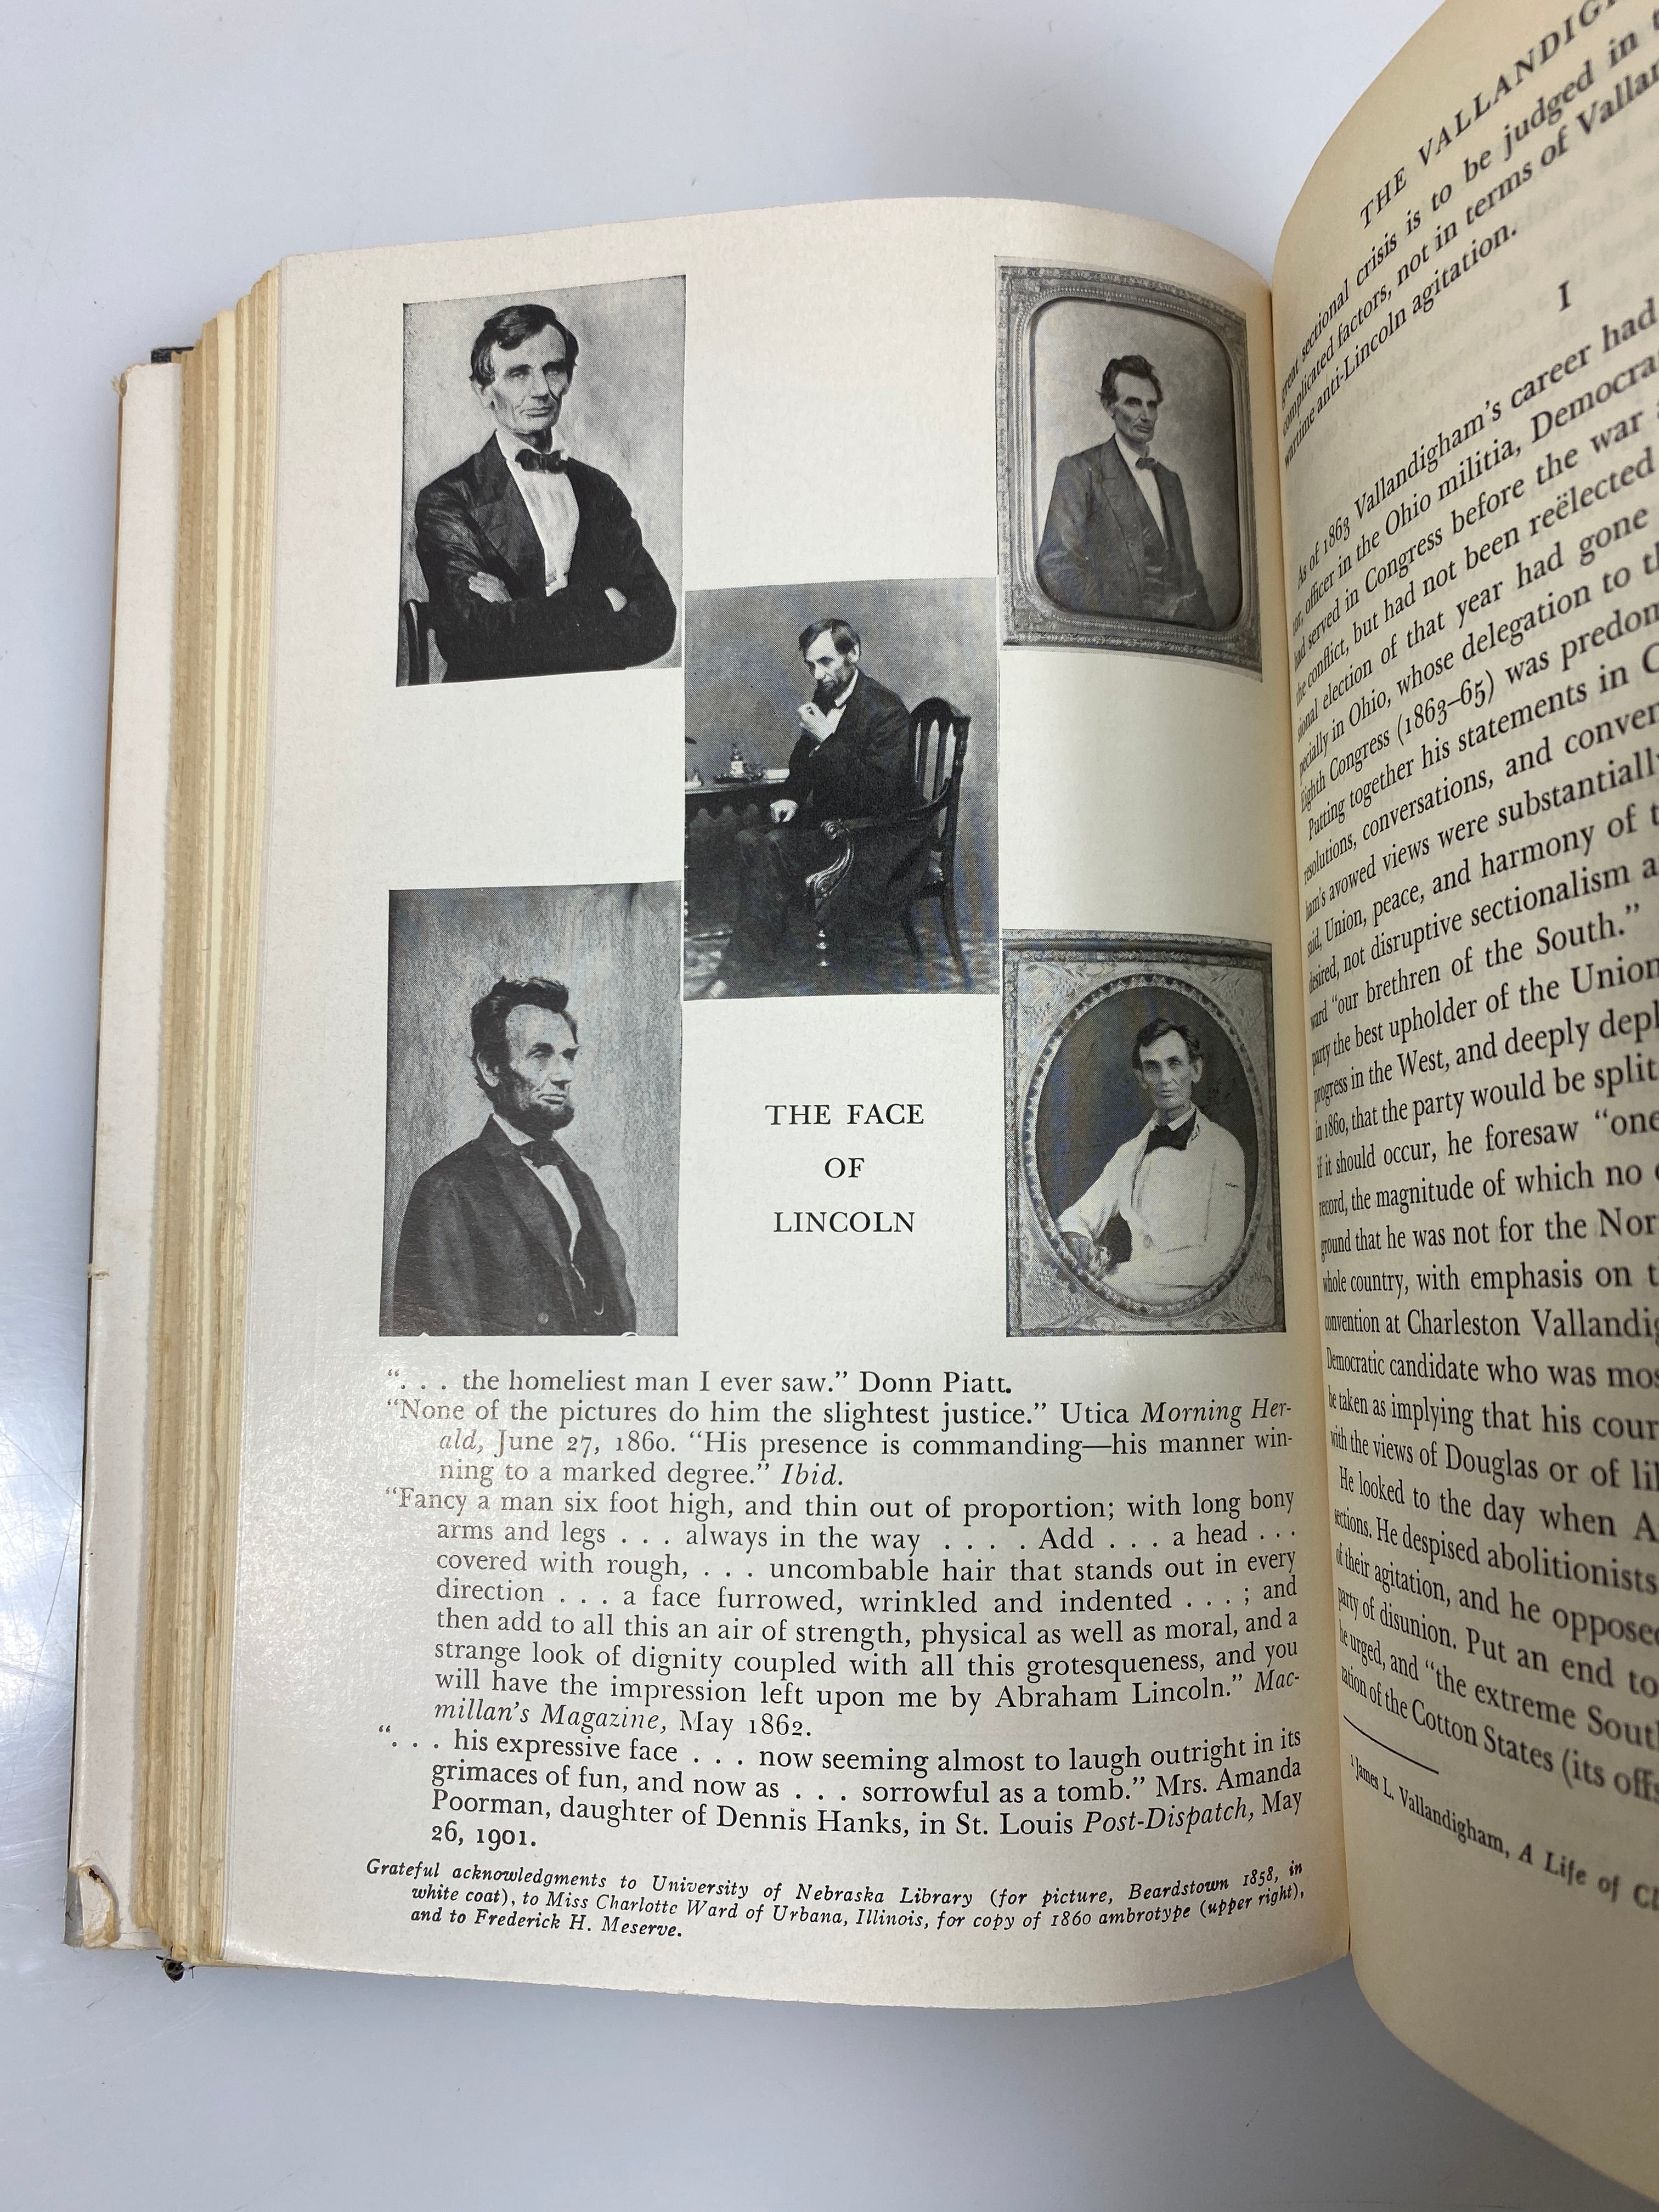 THE FACE
OF
LINCOLN
“. . . the homeliest man I ever saw.” Donn Piatt.
“None of the pictures do him the slightest justice.” Utica Morning Her-
ald, June 27, 1860. “His presence is commanding—his manner win-
ning to a marked degree.” Ibid.
“Fancy a man six foot high, and thin out of proportion; with long bony
arms and legs . . . always in the way . . . . Add . . . a head . . .
covered with rough, . . . uncombable hair that stands out in every
direction . . . a face furrowed, wrinkled and indented . . . ; and
then add to all this an air of strength, physical as well as moral, and a
strange look of dignity coupled with all this grotesqueness, and you
will have the impression left upon me by Abraham Lincoln.” Mac-
millan’s Magazine, May 1862.
“. . . his expressive face . . . now seeming almost to laugh outright in its
grimaces of fun, and now as . . . sorrowful as a tomb.” Mrs. Amanda
Poorman, daughter of Dennis Hanks, in St. Louis Post-Dispatch, May
26, 1901.
Grateful acknowledgments to University of Nebraska Library (for picture, Beardstown 1858, in
white coat), to Miss Charlotte Ward of Urbana, Illinois, for copy of 1860 ambrotype (upper right),
and to Frederick H. Meserve.
THE
great sectional crisis is to be judged in
complicated factors, not in terms of
wartime anti-Lincoln agitation.
I
As of 1863 Vallandigham’s career had
officer in the Ohio militia,
had served in Congress before the war
the conflict, but had not been reëlected
election of that year had gone
in Ohio, whose delegation to
Eighth Congress (1863–65) was
Putting together his statements in
resolutions, conversations, and
avowed views were
said, Union, peace, and harmony of
desired, not disruptive sectionalism
“our brethren of the South.”
party the best upholder of the Union
progress in the West, and deeply
in 1860, that the party would be split
if it should occur, he foresaw “one
record, the magnitude of which no
ground that he was not for the
whole country, with emphasis on
convention at Charleston
Democratic candidate who was
be taken as implying that his
with the views of Douglas or of
He looked to the day when
sections. He despised abolitionists
of their agitation, and he
party of disunion. Put an end to
he urged, and “the extreme
of the Cotton States (its
¹ James L. Vallandigham, A Life of